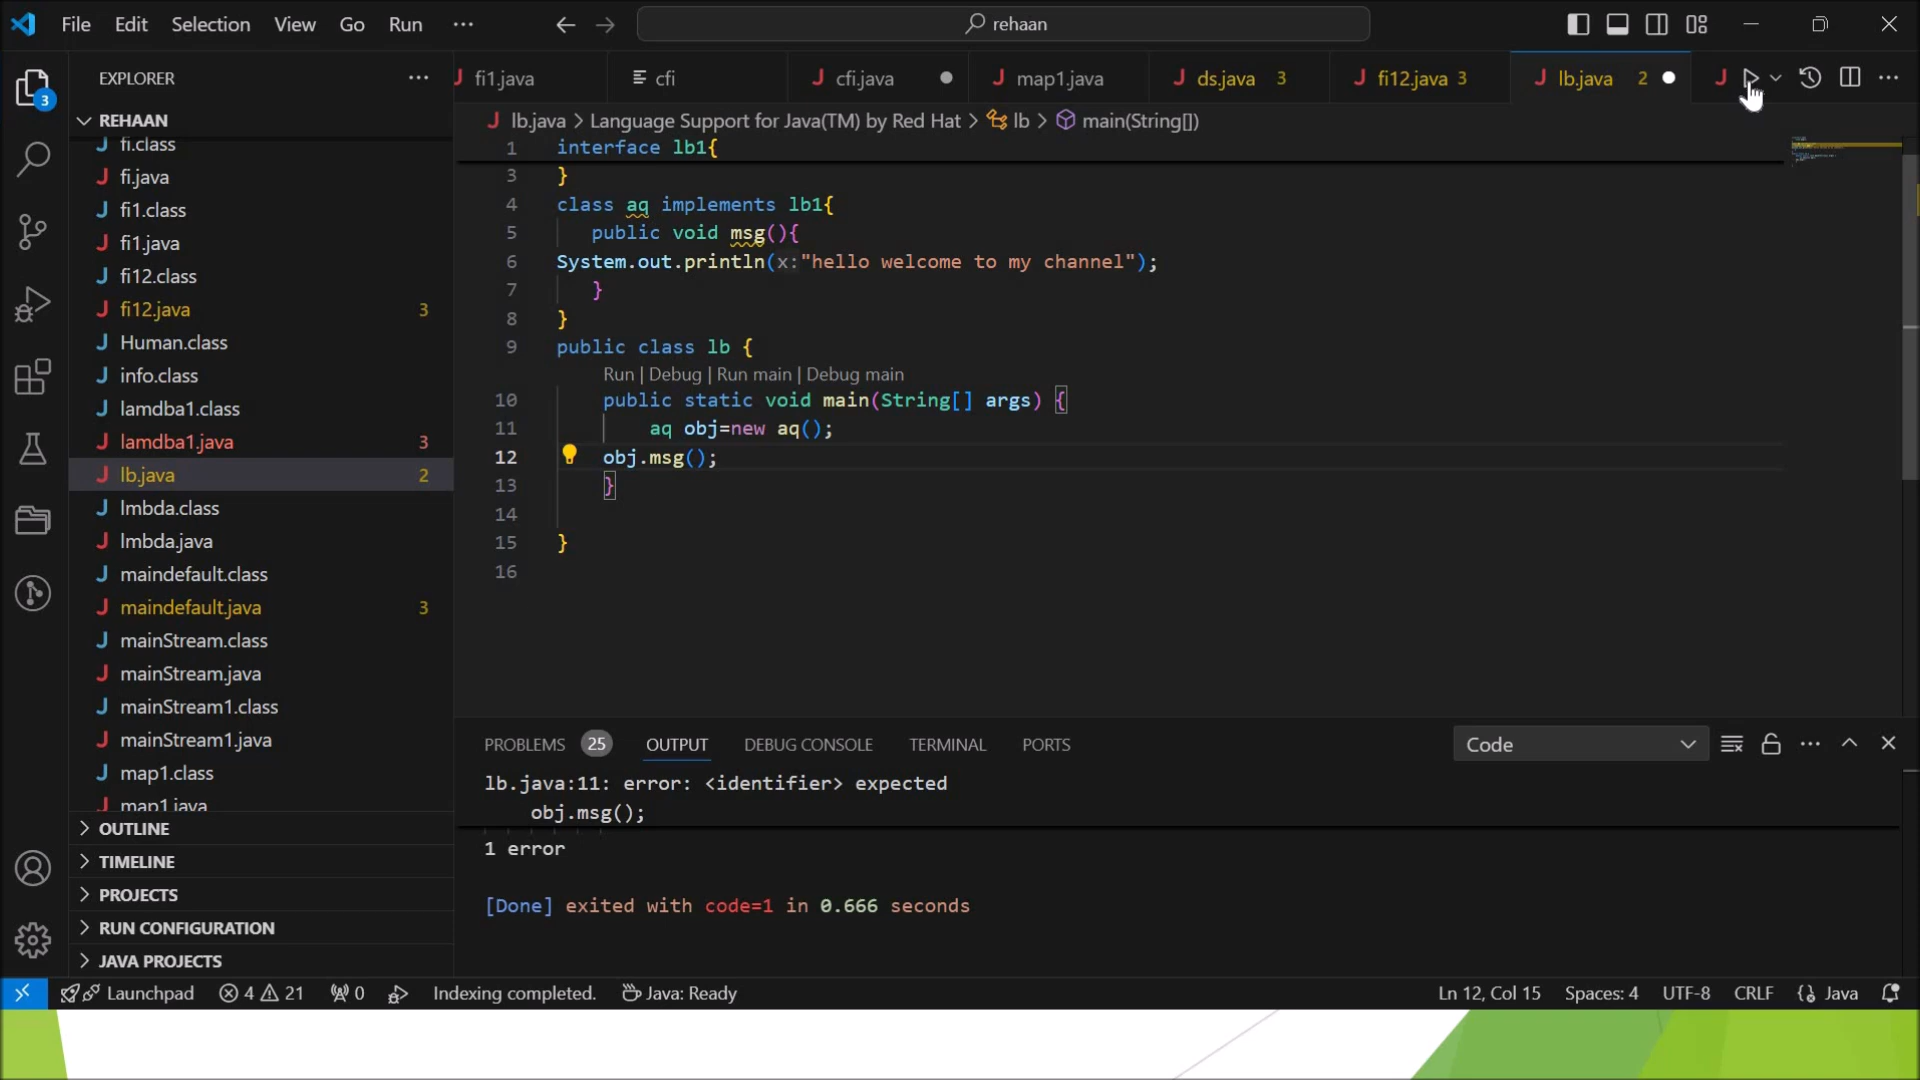 File Edit Selection View Go Run ··· rehaan
EXPLORER ···
REHAAN
fi.class
fi.java
fi1.class
fi1.java
fi12.class
fi12.java 3
Human.class
info.class
lamdba1.class
lamdba1.java 3
lb.java 2
lmbda.class
lmbda.java
maindefault.class
maindefault.java 3
mainStream.class
mainStream.java
mainStream1.class
mainStream1.java
map1.class
map1.java
OUTLINE
TIMELINE
PROJECTS
RUN CONFIGURATION
JAVA PROJECTS
3
fi1.java cfi cfi.java map1.java ds.java 3 fi12.java 3 lb.java 2
lb.java > Language Support for Java(TM) by Red Hat > lb > main(String[])
1 interface lb1{
3 }
4 class aq implements lb1{
5 public void msg(){
6 System.out.println(x:"hello welcome to my channel");
7 }
8 }
9 public class lb {
Run | Debug | Run main | Debug main
10 public static void main(String[] args) {
11 aq obj=new aq();
12 obj.msg();
13 }
14
15 }
16
PROBLEMS 25 OUTPUT DEBUG CONSOLE TERMINAL PORTS Code
lb.java:11: error: <identifier> expected
obj.msg();
1 error
[Done] exited with code=1 in 0.666 seconds
Launchpad 4 21 0 Indexing completed. Java: Ready Ln 12, Col 15 Spaces: 4 UTF-8 CRLF Java